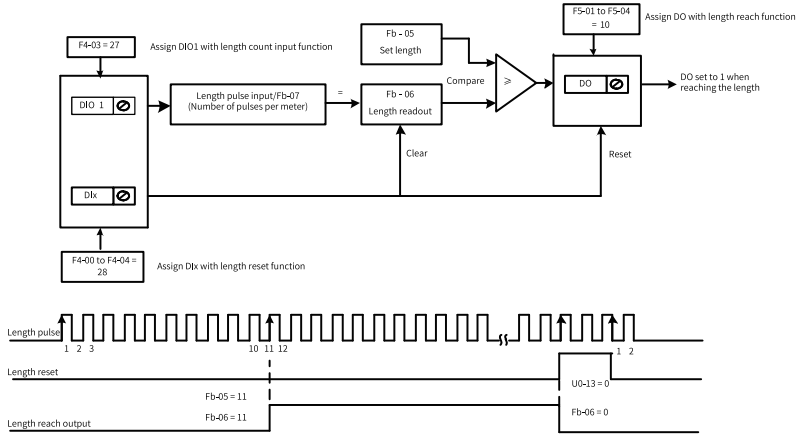 F4-03 = 27
Assign DIO1 with length count input function
Fb - 05
Set length
F5-01 to F5-04
= 10
Assign DO with length reach function
DIO 1
Length pulse input/Fb-07
(Number of pulses per meter)
=
Fb - 06
Length readout
Compare
≥
DO
DO set to 1 when
reaching the length
Clear
Reset
DIx
F4-00 to F4-04 =
28
Assign DIx with length reset function
Length pulse
1 2 3 10 11 12 1 2
Length reset
U0-13 = 0
Fb-05 = 11
Fb-06 = 11
Fb-06 = 0
Length reach output